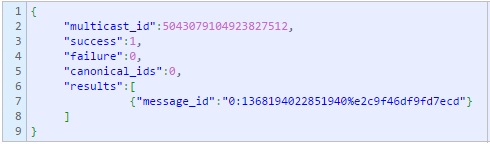 1 {
2 "multicast_id":5043079104923827512,
3 "success":1,
4 "failure":0,
5 "canonical_ids":0,
6 "results":[
7 {"message_id":"0:1368194022851940%e2c9f46df9fd7ecd"}
8 ]
9 }